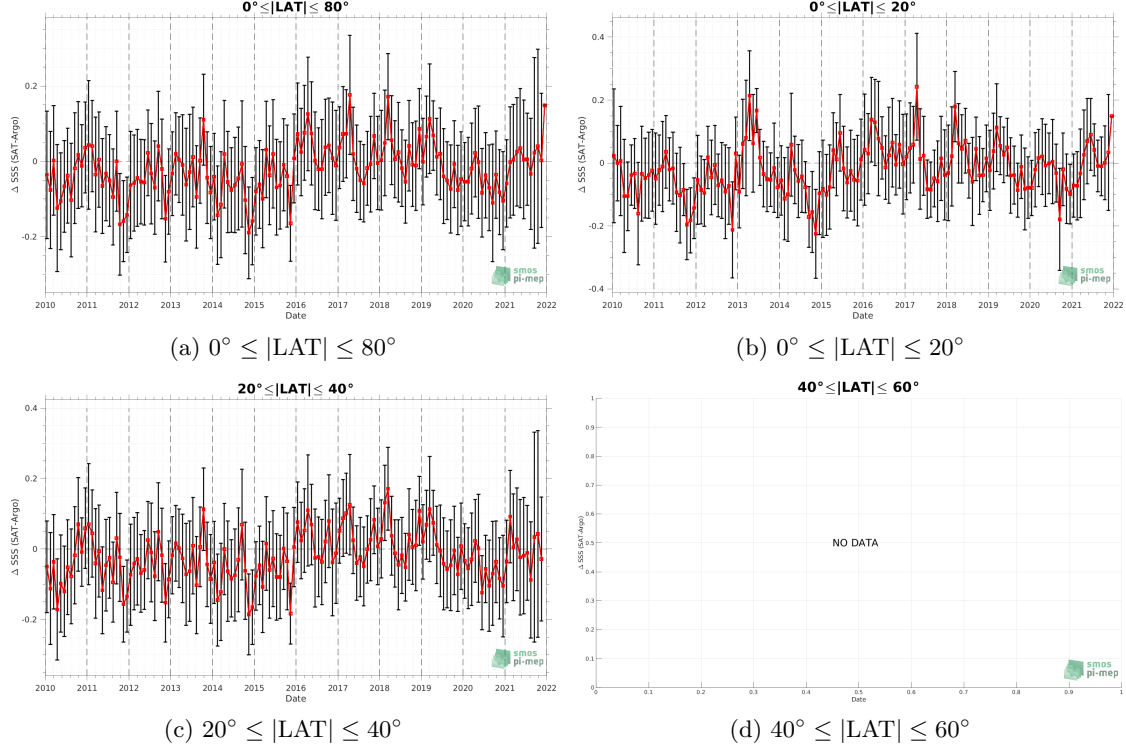 0°≤|LAT|≤ 80°
Δ SSS (SAT-Argo)
0.2
0
-0.2
smos
pi-mep
2010 2011 2012 2013 2014 2015 2016 2017 2018 2019 2020 2021 2022
Date
(a) 0° ≤ |LAT| ≤ 80°
0°≤|LAT|≤ 20°
Δ SSS (SAT-Argo)
0.4
0.2
0
-0.2
-0.4
smos
pi-mep
2010 2011 2012 2013 2014 2015 2016 2017 2018 2019 2020 2021 2022
Date
(b) 0° ≤ |LAT| ≤ 20°
20°≤|LAT|≤ 40°
Δ SSS (SAT-Argo)
0.4
0.2
0
-0.2
smos
pi-mep
2010 2011 2012 2013 2014 2015 2016 2017 2018 2019 2020 2021 2022
Date
(c) 20° ≤ |LAT| ≤ 40°
40°≤|LAT|≤ 60°
Δ SSS (SAT-Argo)
1
0.9
0.8
0.7
0.6
0.5
0.4
0.3
0.2
0.1
0
NO DATA
smos
pi-mep
0 0.1 0.2 0.3 0.4 0.5 0.6 0.7 0.8 0.9 1
Date
(d) 40° ≤ |LAT| ≤ 60°